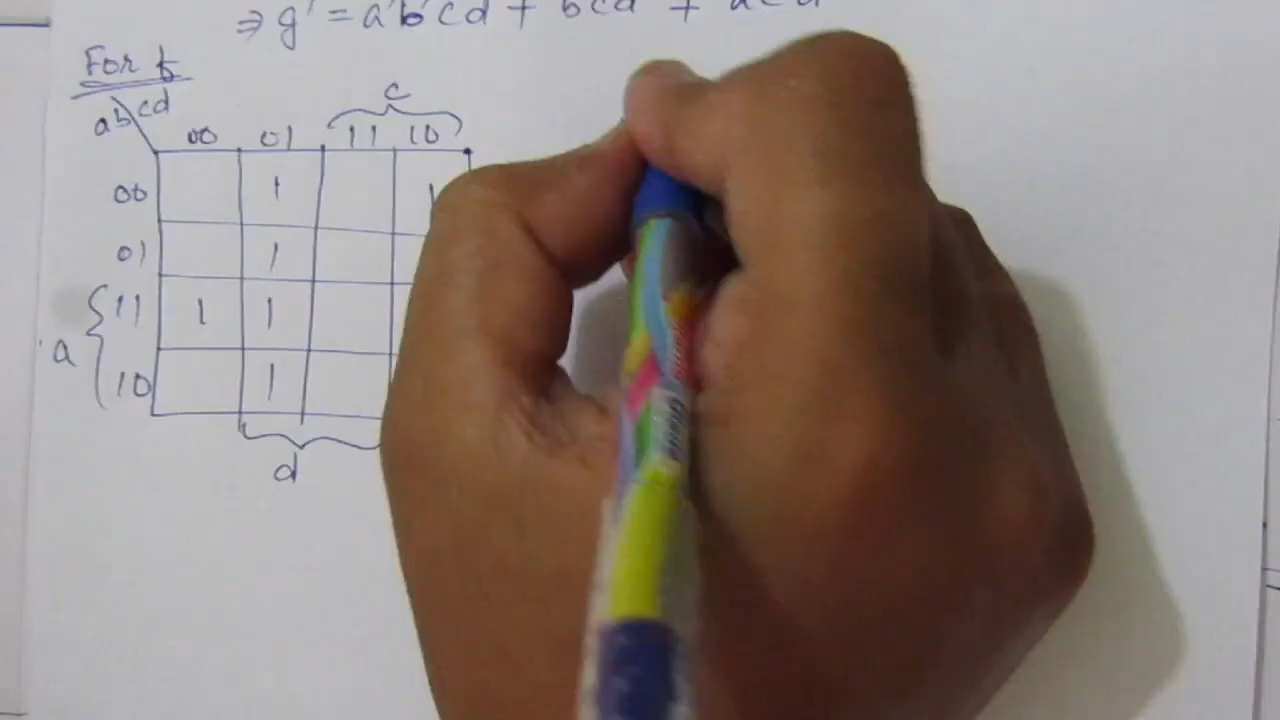 ⇒ g' = a'b'cd + bcd' + acd'
For f
ab cd
c
00 01 11 10
00 1 1
01 1
11 1 1
a
10 1
d